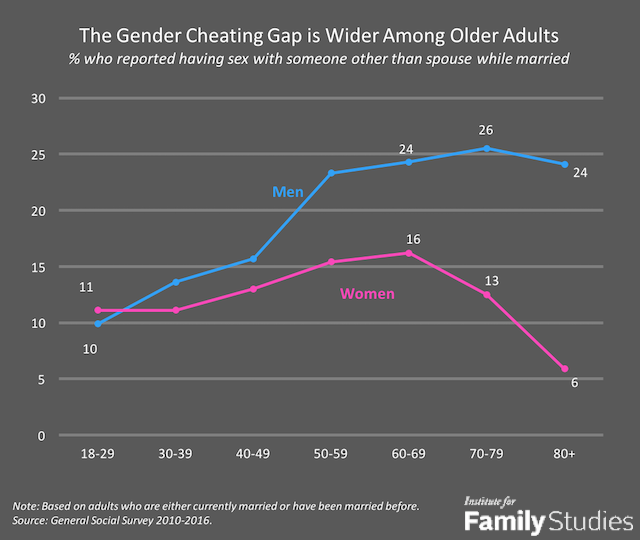 The Gender Cheating Gap is Wider Among Older Adults
% who reported having sex with someone other than spouse while married
30
25
20
15
10
5
0
24
26
24
Men
16
13
6
Women
11
10
18-29 30-39 40-49 50-59 60-69 70-79 80+
Note: Based on adults who are either currently married or have been married before.
Source: General Social Survey 2010-2016.
Institute for
Family Studies